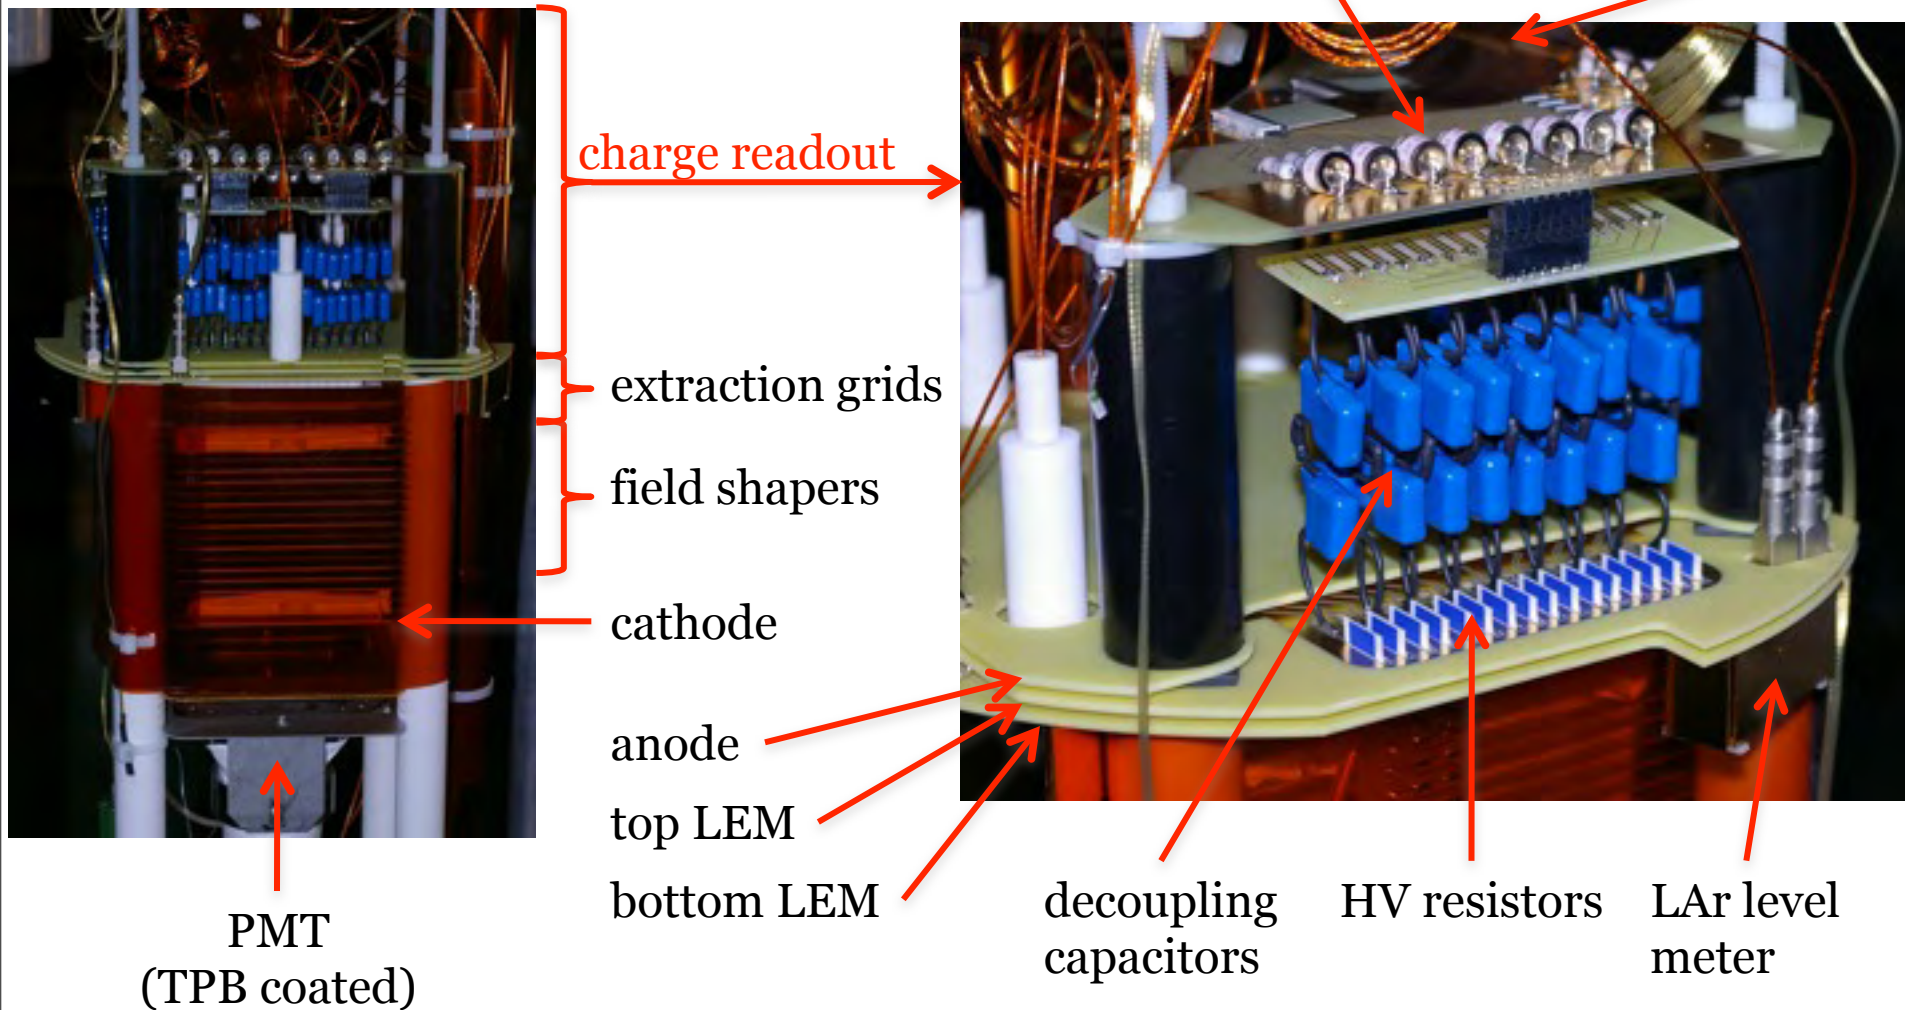 charge readout
extraction grids
field shapers
cathode
anode
top LEM
bottom LEM
PMT
(TPB coated)
decoupling
capacitors
HV resistors
LAr level
meter